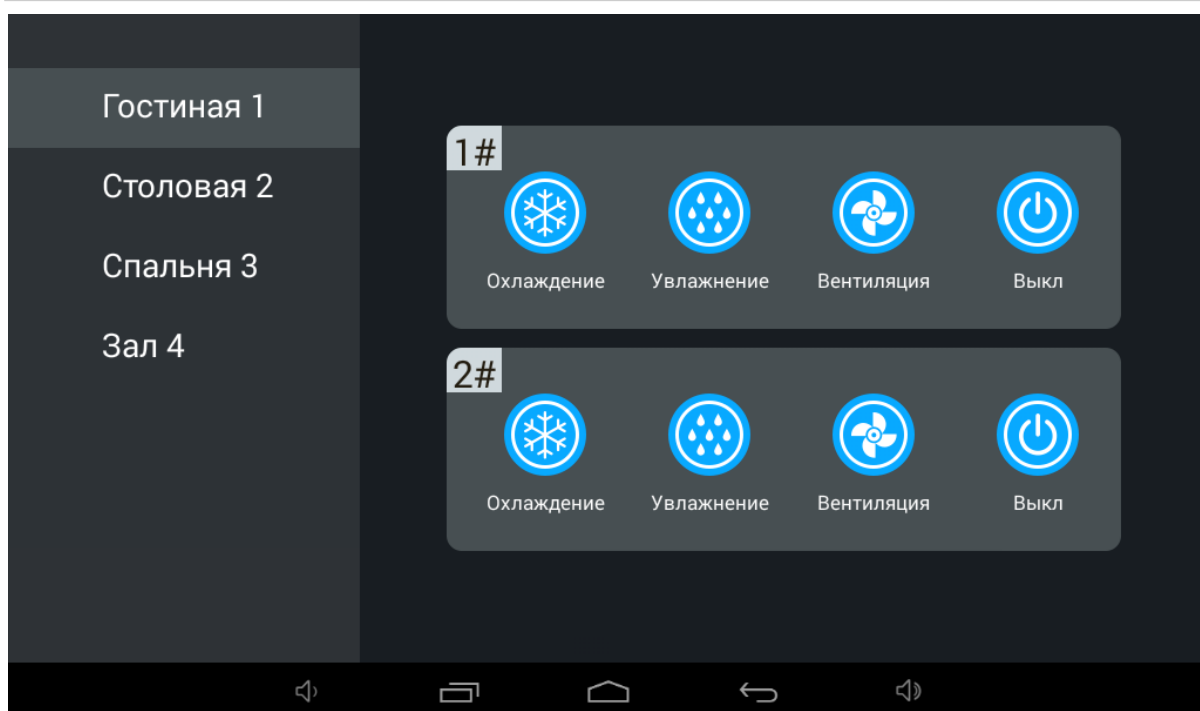 Гостиная 1
Столовая 2
Спальня 3
Зал 4
1#
Охлаждение Увлажнение Вентиляция Выкл
2#
Охлаждение Увлажнение Вентиляция Выкл